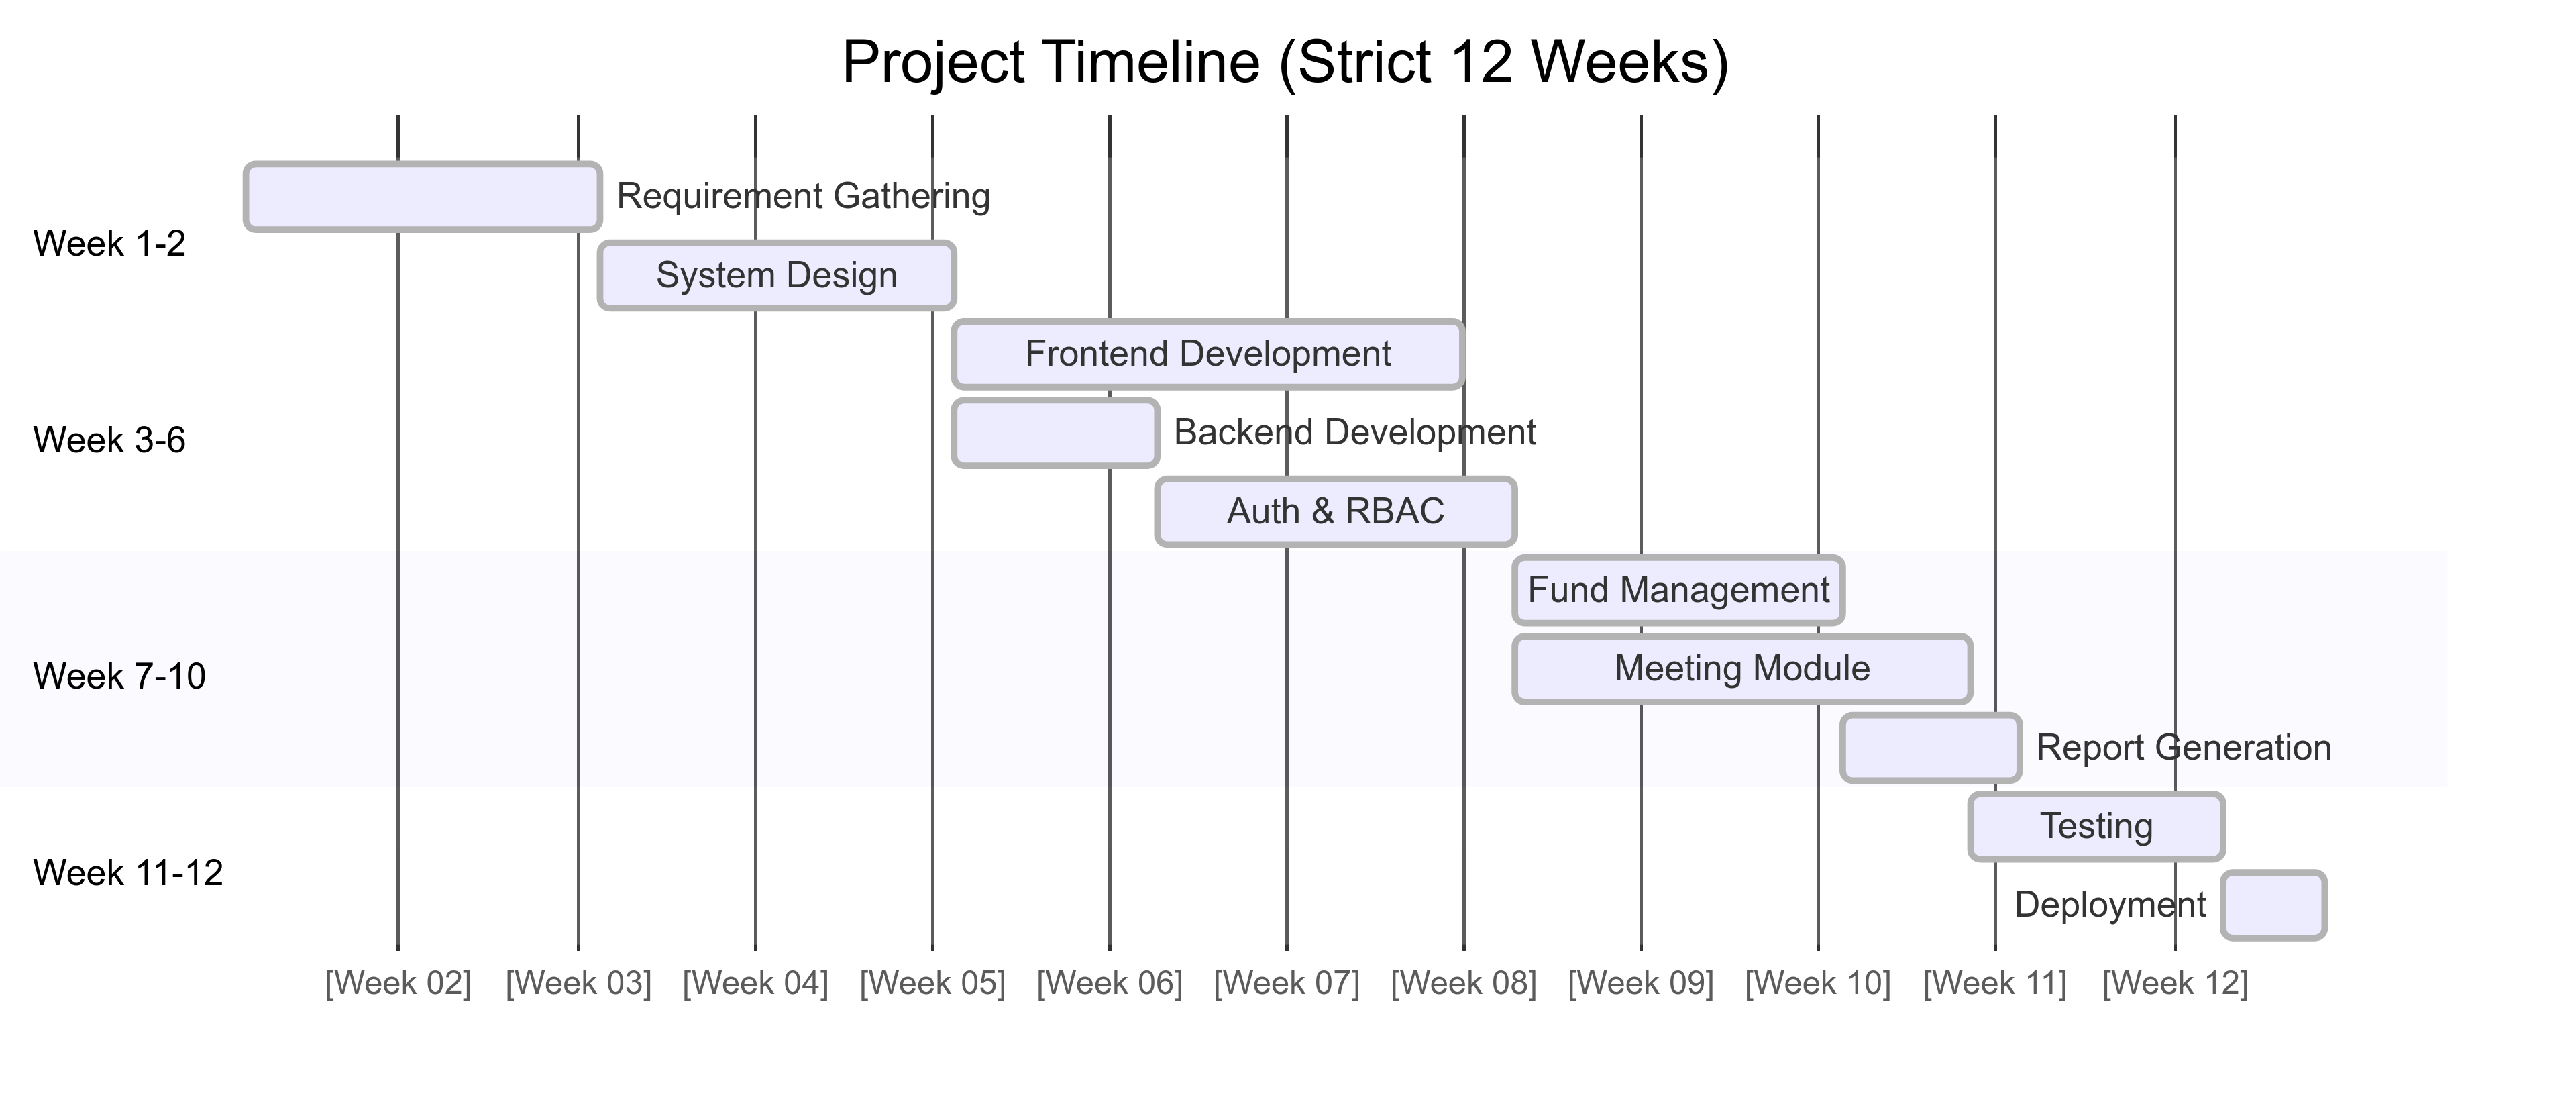 Project Timeline (Strict 12 Weeks)
Requirement Gathering
Week 1-2
System Design
Frontend Development
Week 3-6
Backend Development
Auth & RBAC
Fund Management
Week 7-10
Meeting Module
Report Generation
Testing
Week 11-12
Deployment
[Week 02] [Week 03] [Week 04] [Week 05] [Week 06] [Week 07] [Week 08] [Week 09] [Week 10] [Week 11] [Week 12]